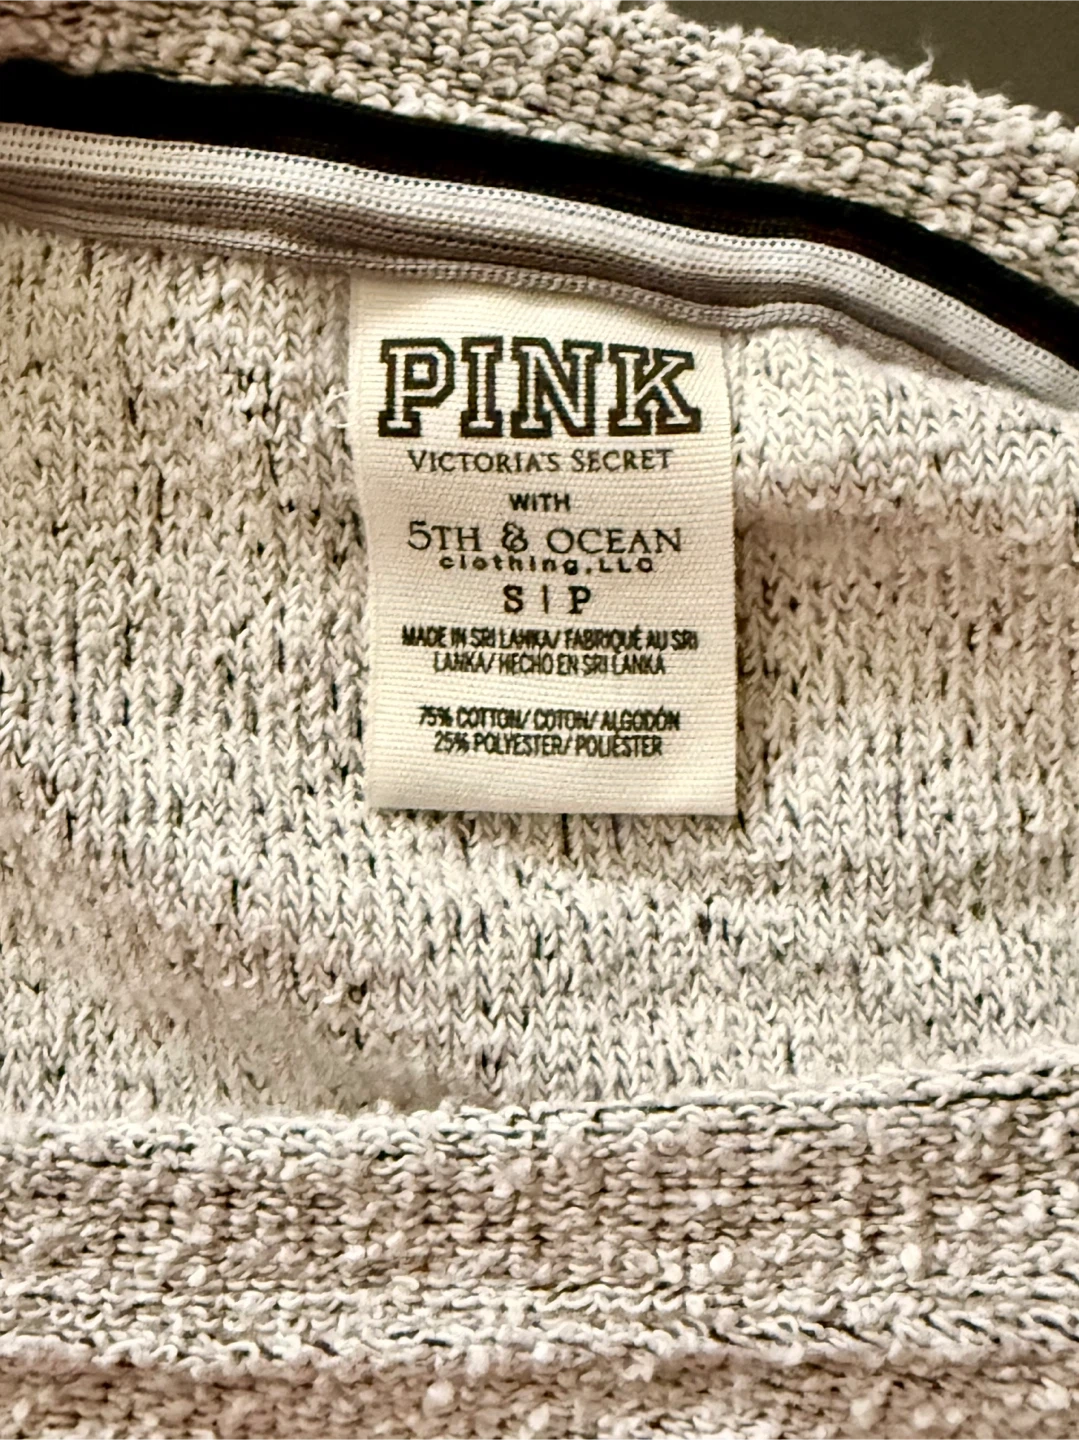 PINK
VICTORIA'S SECRET
WITH
5TH & OCEAN
clothing, LLC
S | P
MADE IN SRI LANKA/ FABRIQUÉ AU SRI
LANKA/ HECHO EN SRI LANKA
75% COTTON/ COTON/ ALGODÓN
25% POLYESTER/ POLIÉSTER